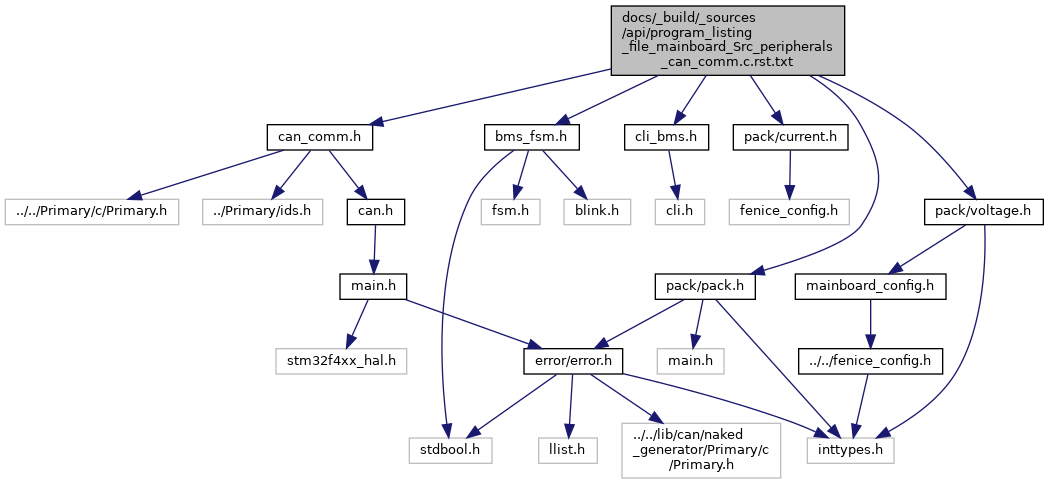 docs/_build/_sources
/api/program_listing
_file_mainboard_Src_peripherals
_can_comm.c.rst.txt
can_comm.h
bms_fsm.h
cli_bms.h
pack/current.h
../../Primary/c/Primary.h
../Primary/ids.h
can.h
fsm.h
blink.h
cli.h
fenice_config.h
pack/voltage.h
main.h
pack/pack.h
mainboard_config.h
stm32f4xx_hal.h
error/error.h
main.h
../../fenice_config.h
stdbool.h
llist.h
../../lib/can/naked
_generator/Primary/c
/Primary.h
inttypes.h